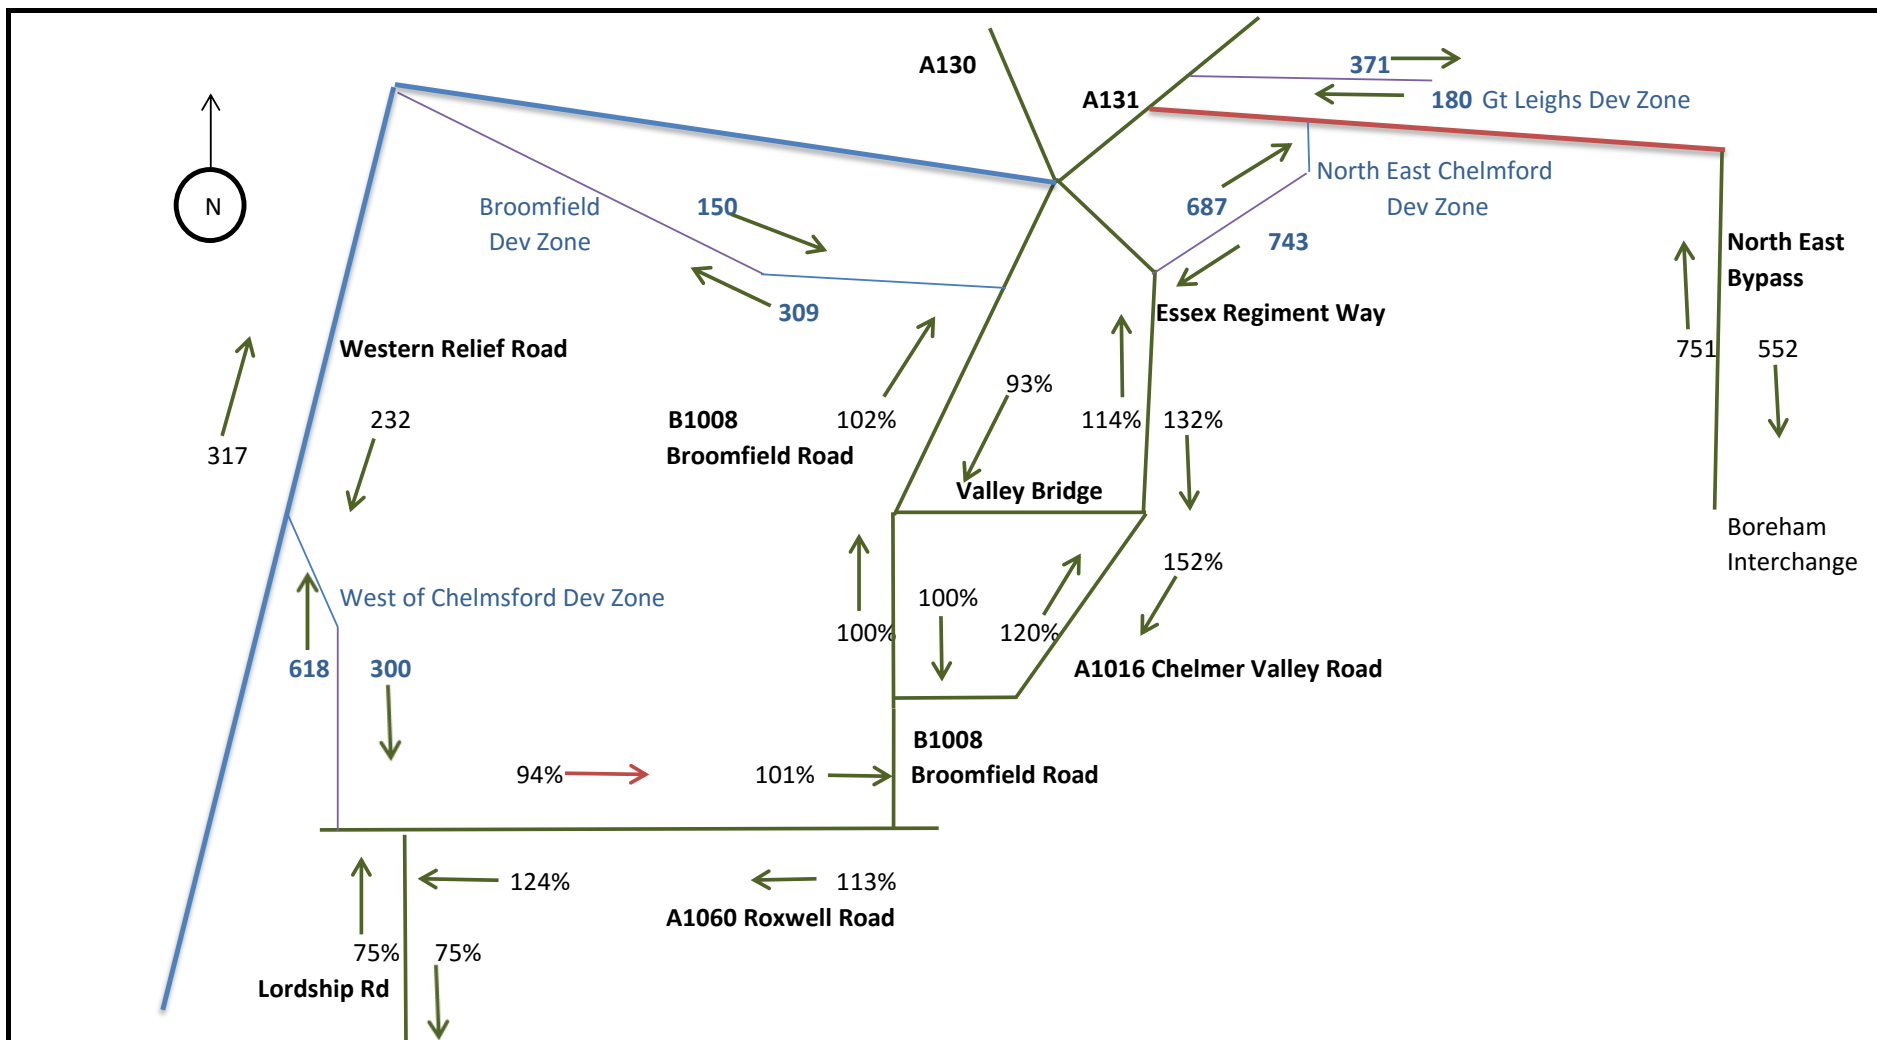 A130
371
A131
180 Gt Leighs Dev Zone
N
Broomfield
Dev Zone
150
687
North East Chelmford
Dev Zone
743
North East
Bypass
309
Essex Regiment Way
Western Relief Road
751
552
93%
232
B1008
Broomfield Road
102%
114%
132%
317
Valley Bridge
Boreham
Interchange
152%
West of Chelmsford Dev Zone
100%
100%
120%
618
300
A1016 Chelmer Valley Road
B1008
Broomfield Road
94%
101%
124%
113%
A1060 Roxwell Road
75%
75%
Lordship Rd